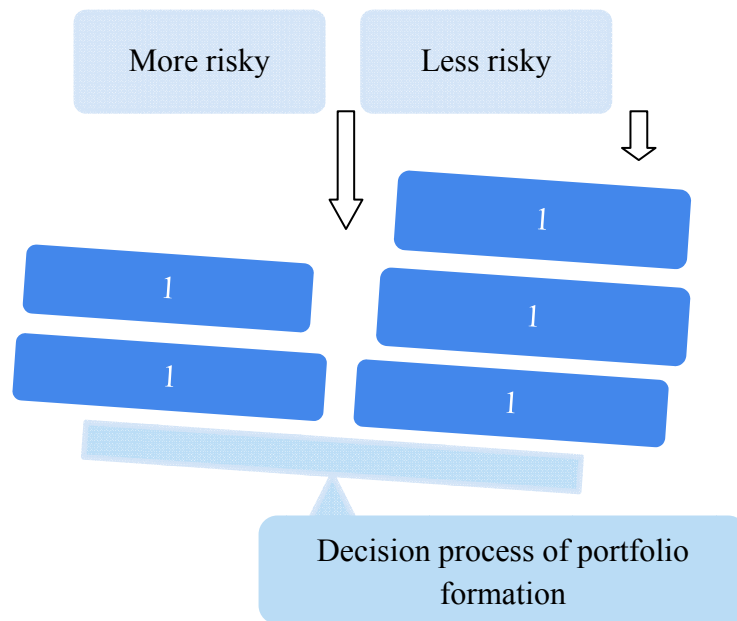 More risky
Less risky
1
1
1
1
1
Decision process of portfolio
formation